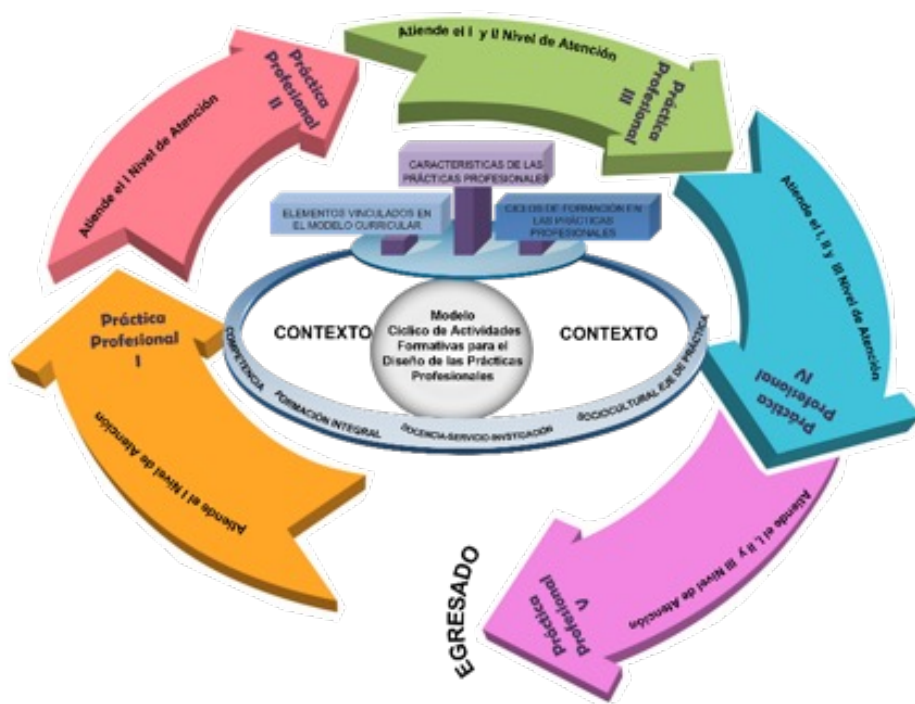 Atiende el I y II Nivel de Atención
Práctica
Profesional
III
Práctica
Profesional
II
Atiende el I Nivel de Atención
CARACTERISTICAS DE LAS
PRÁCTICAS PROFESIONALES
ELEMENTOS VINCULADOS EN
EL MODELO CURRICULAR
CICLOS DE FORMACIÓN EN
LAS PRÁCTICAS
PROFESIONALES
Atiende el I, II y III Nivel de Atención
Práctica
Profesional
IV
Práctica
Profesional
I
Atiende el I Nivel de Atención
CONTEXTO
Modelo
Cíclico de Actividades
Formativas para el
Diseño de las Prácticas
Profesionales
CONTEXTO
COMPETENCIA
FORMACIÓN INTEGRAL
DOCENCIA-SERVICIO-INVESTIGACIÓN
SOCIOCULTURAL
EJE DE PRÁCTICA
Atiende el I, II y III Nivel de Atención
Práctica
Profesional
V
EGRESADO